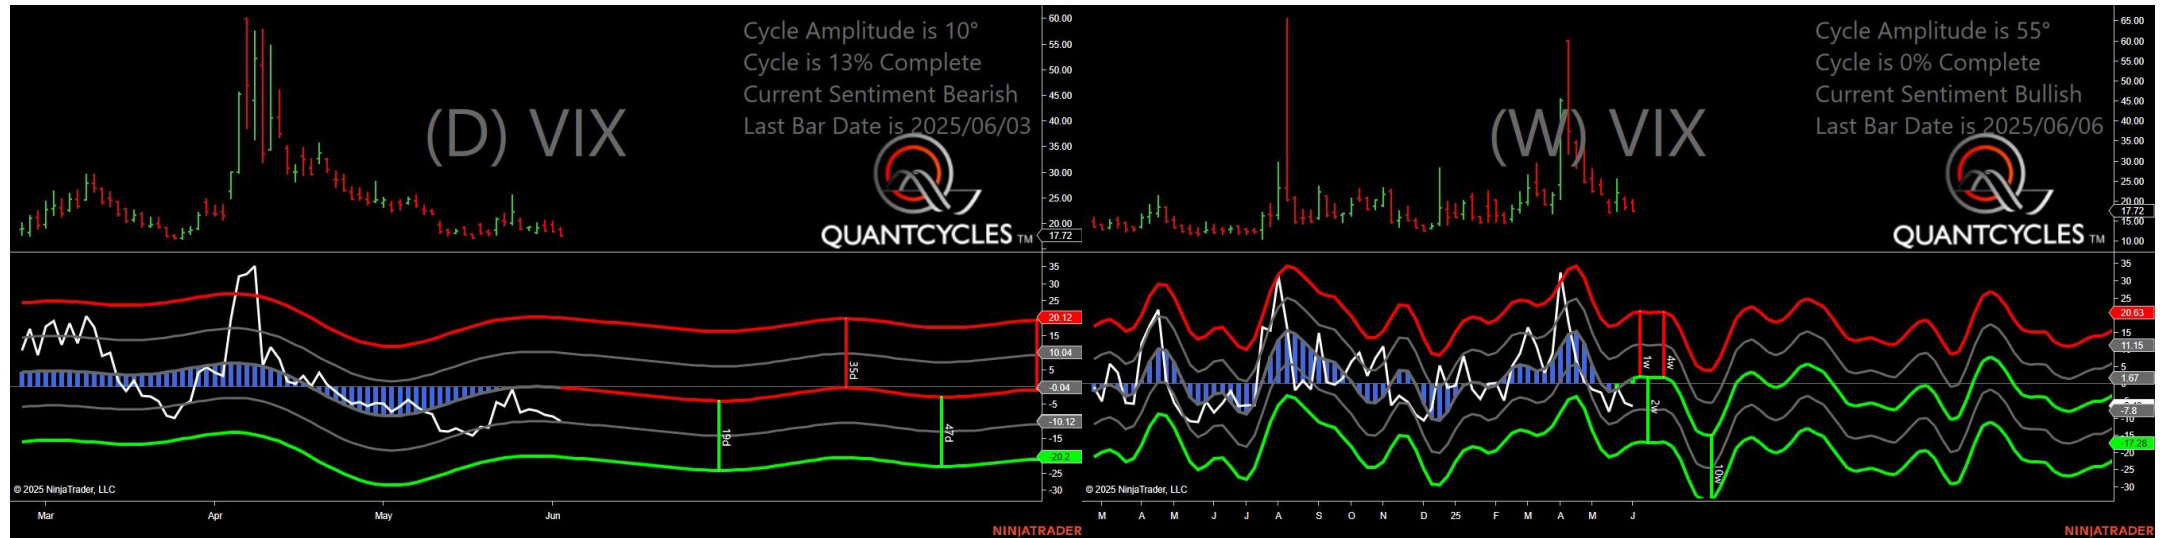 Cycle Amplitude is 10°
Cycle is 13% Complete
Current Sentiment Bearish
Last Bar Date is 2025/06/03
(D) VIX
QUANTCYCLES TM
60.00
55.00
50.00
45.00
40.00
35.00
30.00
25.00
20.00
17.72
35
30
25
20.12
15
10.04
5
-0.04
-5
-10.12
-15
-20.2
-25
-30
35d
19d
47d
© 2025 NinjaTrader, LLC
Mar
Apr
May
Jun
NINJATRADER
Cycle Amplitude is 55°
Cycle is 0% Complete
Current Sentiment Bullish
Last Bar Date is 2025/06/06
(W) VIX
QUANTCYCLES TM
65.00
60.00
55.00
50.00
45.00
40.00
35.00
30.00
25.00
20.00
17.72
15.00
10.00
35
30
25
20.63
15
11.15
5
1.67
-7.8
-10
-15
-17.28
-20
-25
-30
1w
4w
2w
10w
© 2025 NinjaTrader, LLC
M
A
M
J
J
A
S
O
N
D
25
F
M
A
M
J
NINJATRADER